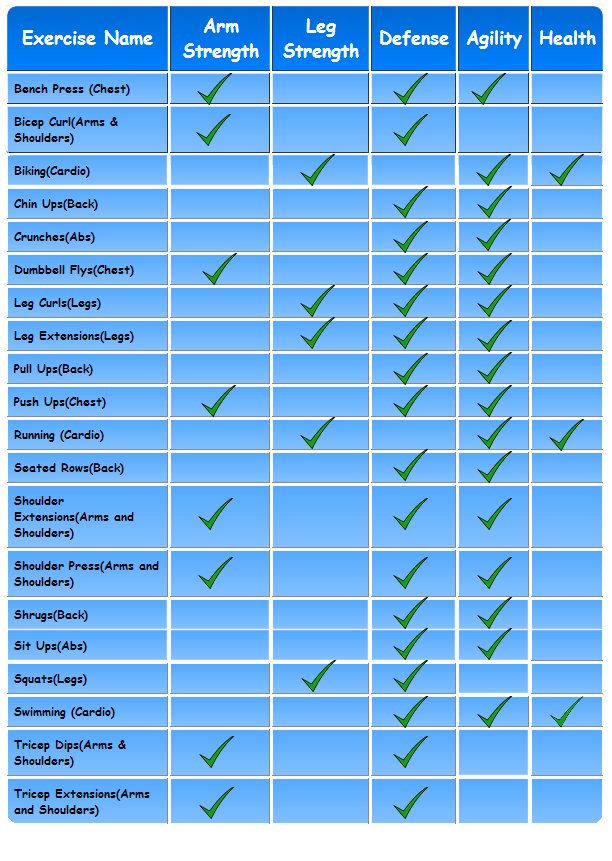 Exercise Name
Arm
Strength
Leg
Strength
Defense
Agility
Health
Bench Press (Chest)
Bicep Curl(Arms &
Shoulders)
Biking(Cardio)
Chin Ups(Back)
Crunches(Abs)
Dumbbell Flys(Chest)
Leg Curls(Legs)
Leg Extensions(Legs)
Pull Ups(Back)
Push Ups(Chest)
Running (Cardio)
Seated Rows(Back)
Shoulder
Extensions(Arms and
Shoulders)
Shoulder Press(Arms and
Shoulders)
Shrugs(Back)
Sit Ups(Abs)
Squats(Legs)
Swimming (Cardio)
Tricep Dips(Arms &
Shoulders)
Tricep Extensions(Arms
and Shoulders)